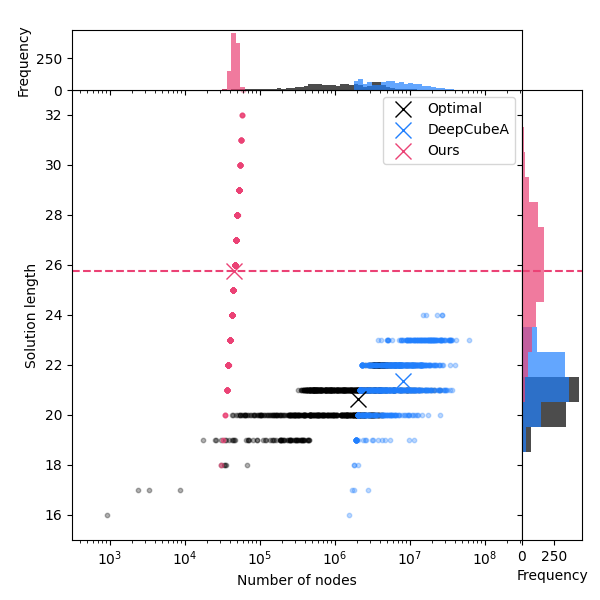 Frequency
250
0
Optimal
DeepCubeA
Ours
Solution length
32
30
28
26
24
22
20
18
16
10³ 10⁴ 10⁵ 10⁶ 10⁷ 10⁸
Number of nodes
0 250
Frequency